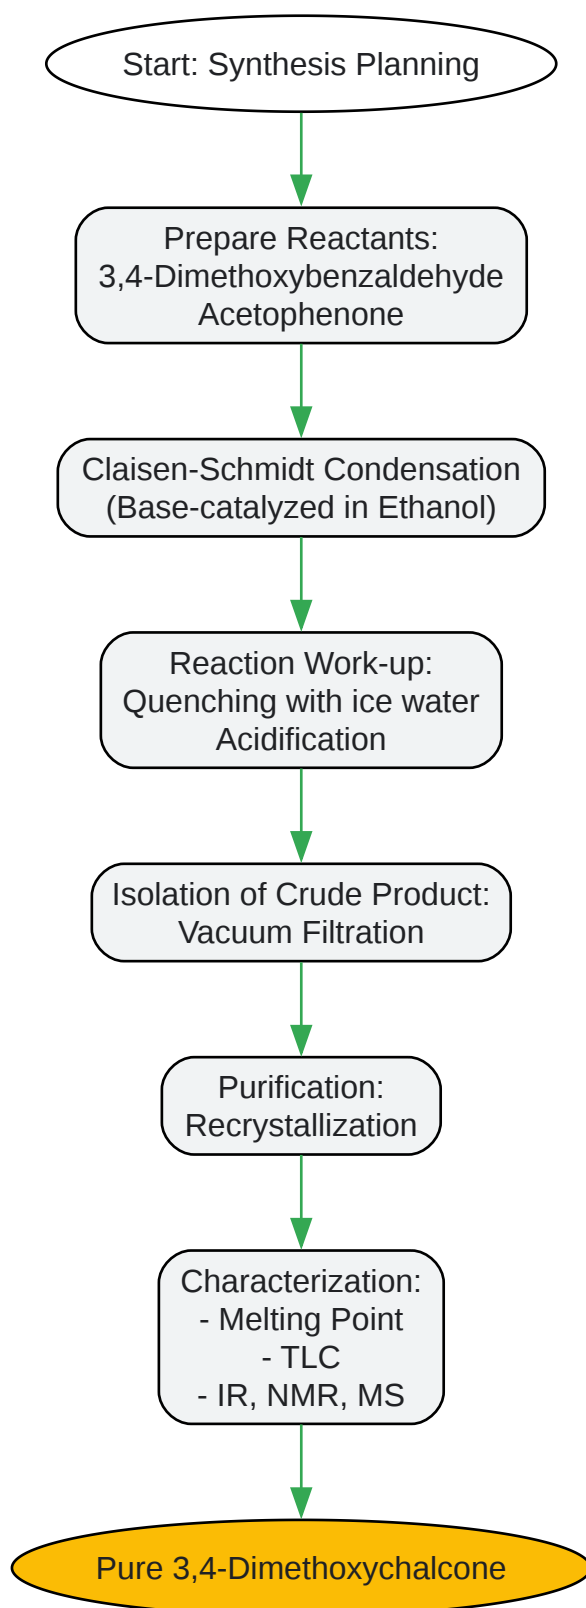 Start: Synthesis Planning
Prepare Reactants:
3,4-Dimethoxybenzaldehyde
Acetophenone
Claisen-Schmidt Condensation
(Base-catalyzed in Ethanol)
Reaction Work-up:
Quenching with ice water
Acidification
Isolation of Crude Product:
Vacuum Filtration
Purification:
Recrystallization
Characterization:
- Melting Point
- TLC
- IR, NMR, MS
Pure 3,4-Dimethoxychalcone